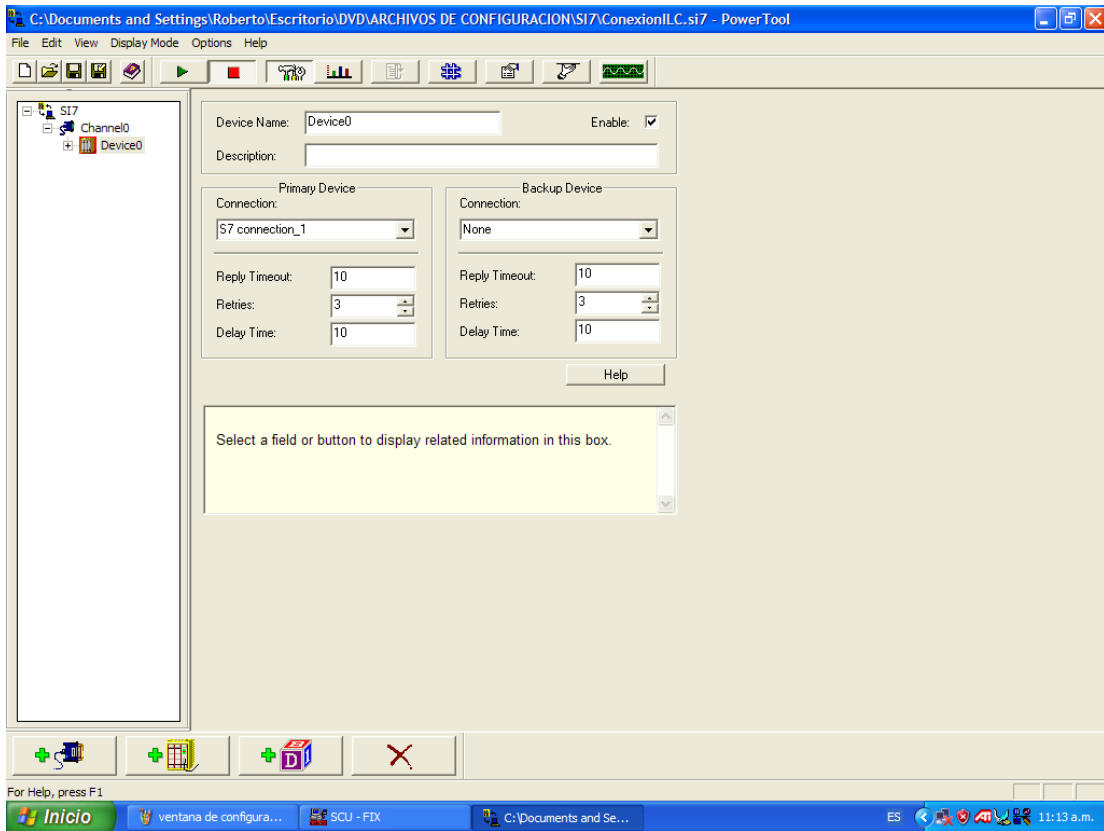 C:\Documents and Settings\Roberto\Escritorio\DVD\ARCHIVOS DE CONFIGURACION\SI7\ConexionILC.si7 - PowerTool
File Edit View Display Mode Options Help
SI7
Channel0
Device0
Device Name: Device0 Enable:
Description:
Primary Device
Connection:
S7 connection_1
Reply Timeout: 10
Retries: 3
Delay Time: 10
Backup Device
Connection:
None
Reply Timeout: 10
Retries: 3
Delay Time: 10
Help
Select a field or button to display related information in this box.
D
For Help, press F1
Inicio ventana de configura... SCU - FIX C:\Documents and Se... ES ATI 11:13 a.m.